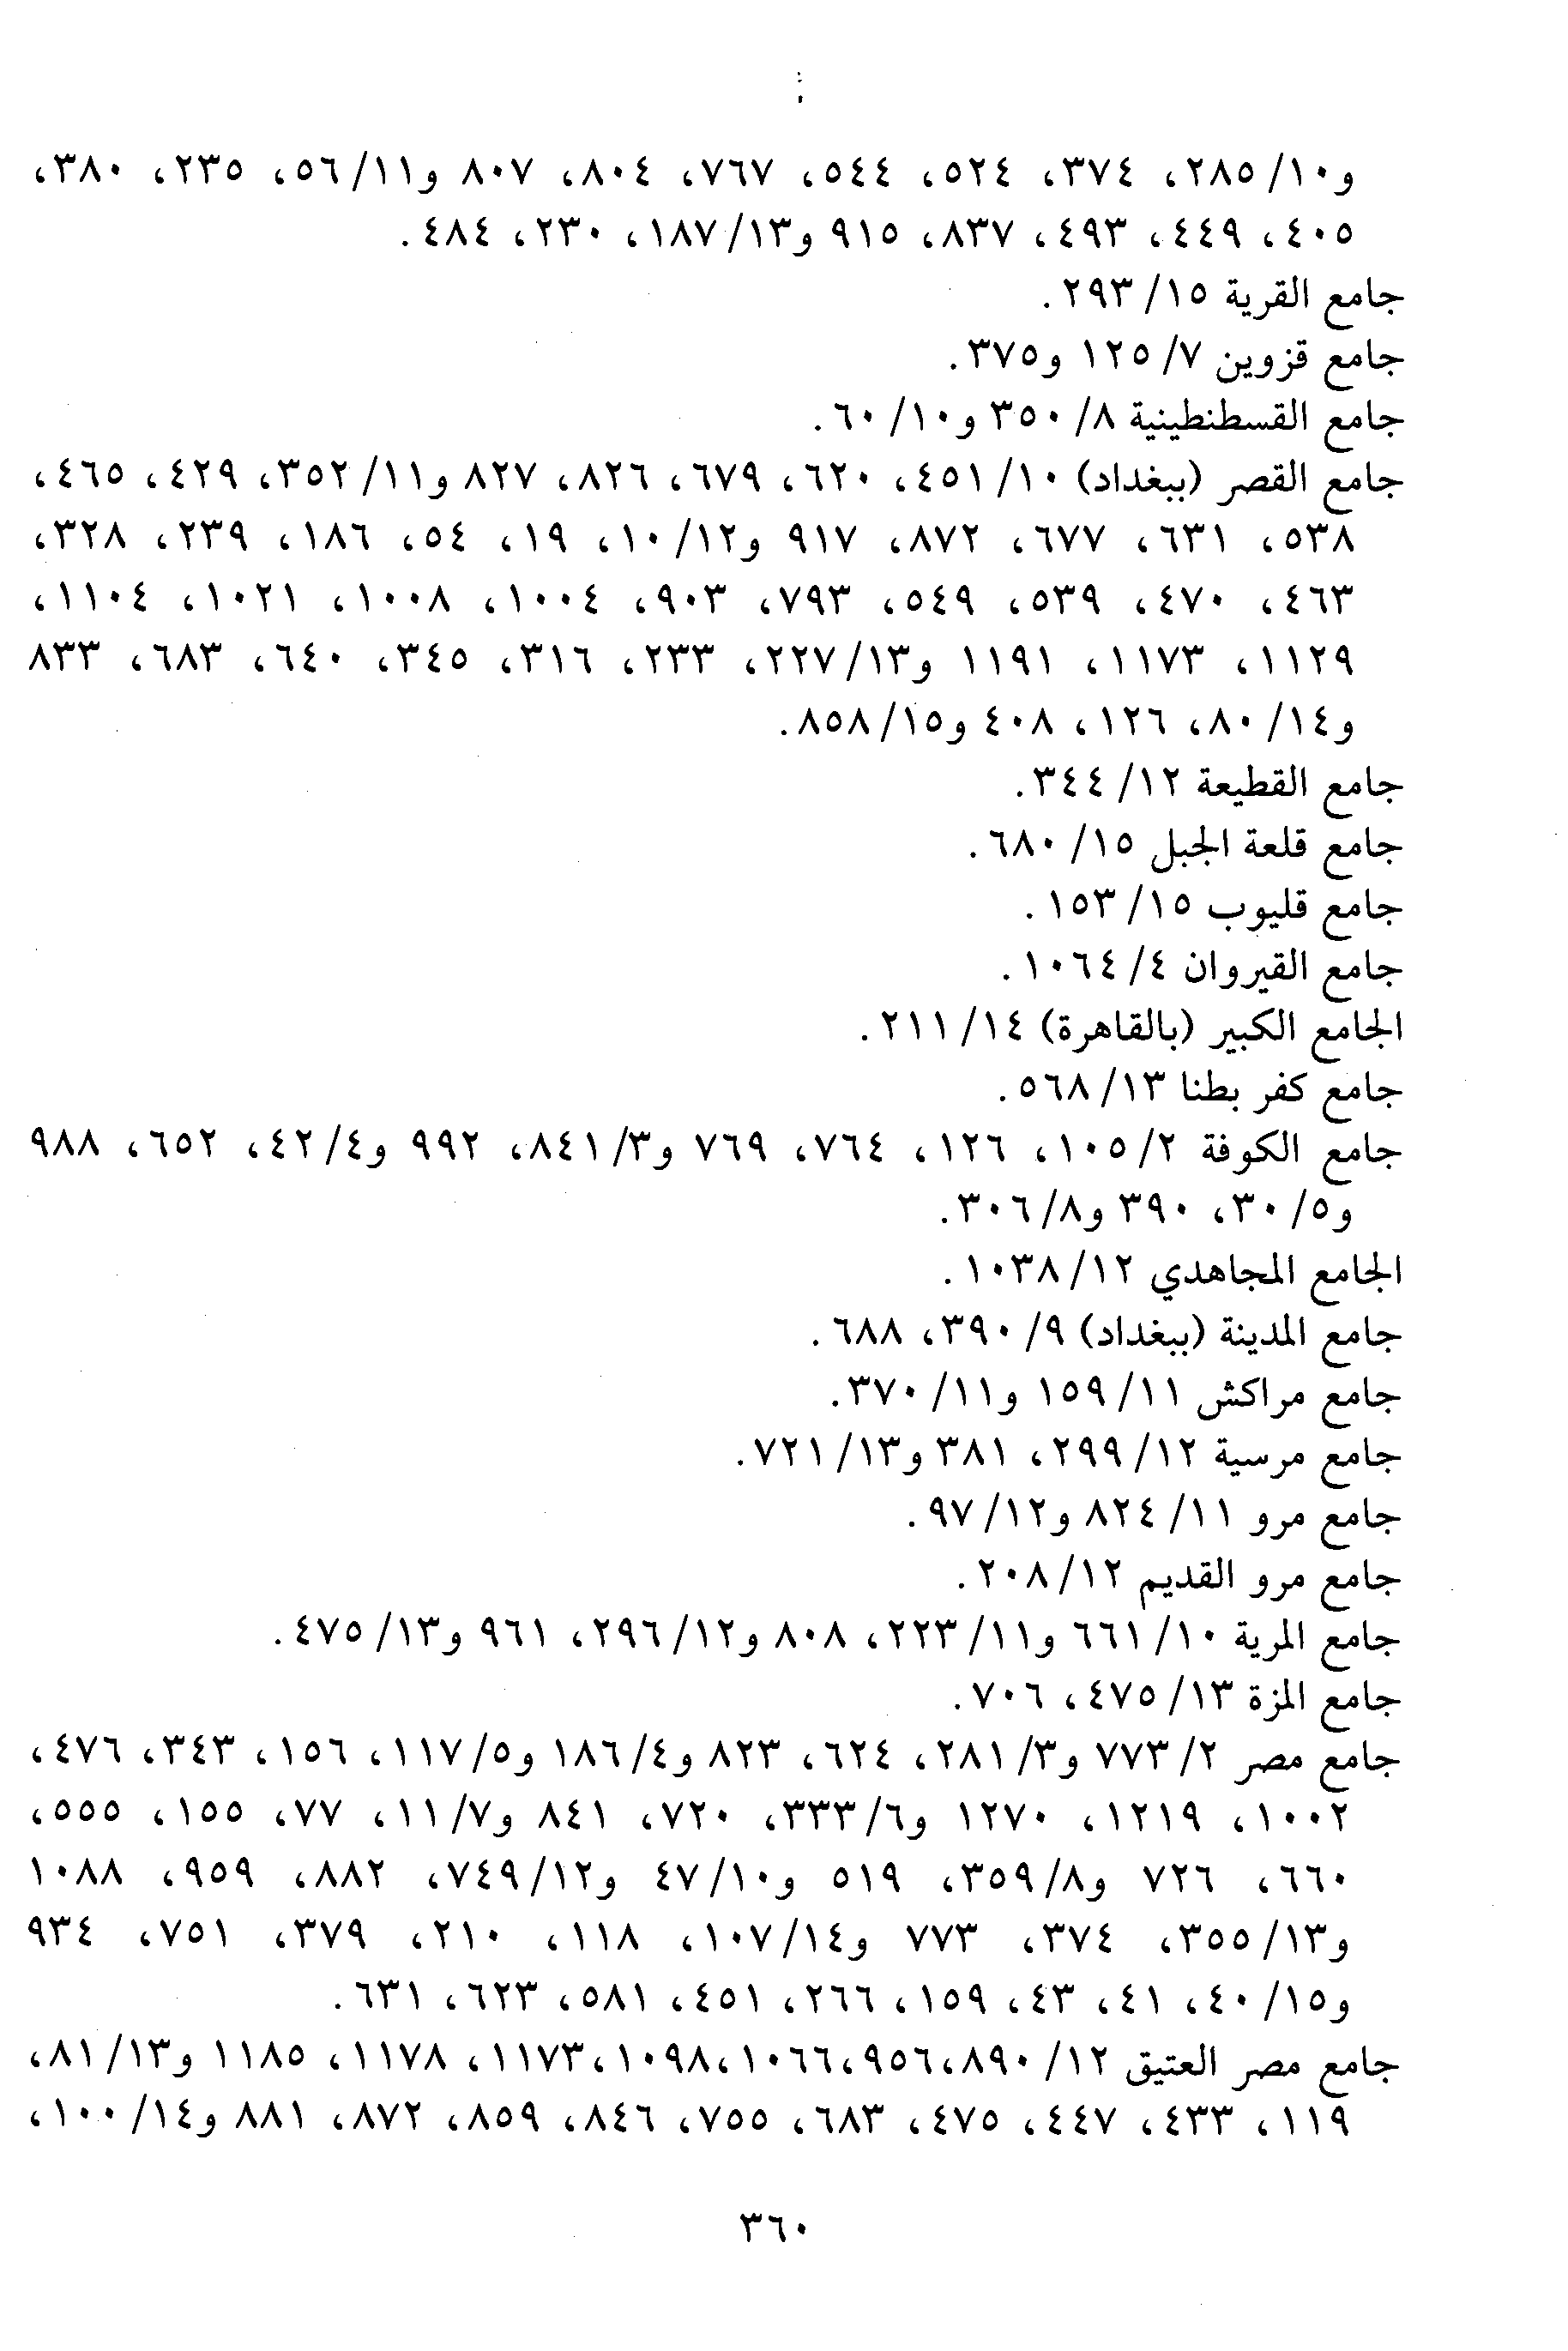 و١٠/ ٢٨٥، ٣٧٤، ٥٢٤، ٥٤٤، ٧٦٧، ٨٠٤، ٨٠٧ و١١/ ٥٦، ٢٣٥، ٣٨٠،
٤٠٥، ٤٤٩، ٤٩٣، ٨٣٧، ٩١٥ و١٣/ ١٨٧، ٢٣٠، ٤٨٤.
جامع القرية ١٥/ ٢٩٣.
جامع قزوين ٧/ ١٢٥ و٣٧٥.
جامع القسطنطينية ٨/ ٣٥٠ و١٠/ ٦٠.
جامع القصر (ببغداد) ١٠/ ٤٥١، ٦٢٠، ٦٧٩، ٨٢٦، ٨٢٧ و١١/ ٣٥٢، ٤٢٩، ٤٦٥،
٥٣٨، ٦٣١، ٦٧٧، ٨٧٢، ٩١٧ و١٢/ ١٠، ١٩، ٥٤، ١٨٦، ٢٣٩، ٣٢٨،
٤٦٣، ٤٧٠، ٥٣٩، ٥٤٩، ٧٩٣، ٩٠٣، ١٠٠٤، ١٠٠٨، ١٠٢١، ١١٠٤،
١١٢٩، ١١٧٣، ١١٩١ و١٣/ ٢٢٧، ٢٣٣، ٣١٦، ٣٤٥، ٦٤٠، ٦٨٣، ٨٣٣
و١٤/ ٨٠، ١٢٦، ٤٠٨ و١٥/ ٨٥٨.
جامع القطيعة ١٢/ ٣٤٤.
جامع قلعة الجبل ١٥/ ٦٨٠.
جامع قليوب ١٥/ ١٥٣.
جامع القيروان ٤/ ١٠٦٤.
الجامع الكبير (بالقاهرة) ١٤/ ٢١١.
جامع كفر بطنا ١٣/ ٥٦٨.
جامع الكوفة ٢/ ١٠٥، ١٢٦، ٧٦٤، ٧٦٩ و٣/ ٨٤١، ٩٩٢ و٤/ ٤٢، ٦٥٢، ٩٨٨
و٥/ ٣٠، ٣٩٠ و٨/ ٣٠٦.
الجامع المجاهدي ١٢/ ١٠٣٨.
جامع المدينة (ببغداد) ٩/ ٣٩٠، ٦٨٨.
جامع مراكش ١١/ ١٥٩ و١١/ ٣٧٠.
جامع مرسية ١٢/ ٢٩٩، ٣٨١ و١٣/ ٧٢١.
جامع مرو ١١/ ٨٢٤ و١٢/ ٩٧.
جامع مرو القديم ١٢/ ٢٠٨.
جامع المرية ١٠/ ٦٦١ و١١/ ٢٢٣، ٨٠٨ و١٢/ ٢٩٦، ٩٦١ و١٣/ ٤٧٥.
جامع المزة ١٣/ ٤٧٥، ٧٠٦.
جامع مصر ٢/ ٧٧٣ و٣/ ٢٨١، ٦٢٤، ٨٢٣ و٤/ ١٨٦ و٥/ ١١٧، ١٥٦، ٣٤٣، ٤٧٦،
١٠٠٢، ١٢١٩، ١٢٧٠ و٦/ ٣٣٣، ٧٢٠، ٨٤١ و٧/ ١١، ٧٧، ١٥٥، ٥٥٥،
٦٦٠، ٧٢٦ و٨/ ٣٥٩، ٥١٩ و١٠/ ٤٧ و١٢/ ٧٤٩، ٨٨٢، ٩٥٩، ١٠٨٨
و١٣/ ٣٥٥، ٣٧٤، ٧٧٣ و١٤/ ١٠٧، ١١٨، ٢١٠، ٣٧٩، ٧٥١، ٩٣٤
و١٥/ ٤٠، ٤١، ٤٣، ١٥٩، ٢٦٦، ٤٥١، ٥٨١، ٦٢٣، ٦٣١.
جامع مصر العتيق ١٢/ ٨٩٠، ٩٥٦، ١٠٦٦، ١٠٩٨، ١١٧٣، ١١٧٨، ١١٨٥ و١٣/ ٨١،
١١٩، ٤٣٣، ٤٤٧، ٤٧٥، ٦٨٣، ٧٥٥، ٨٤٦، ٨٥٩، ٨٧٢، ٨٨١ و١٤/ ١٠٠،
٣٦٠